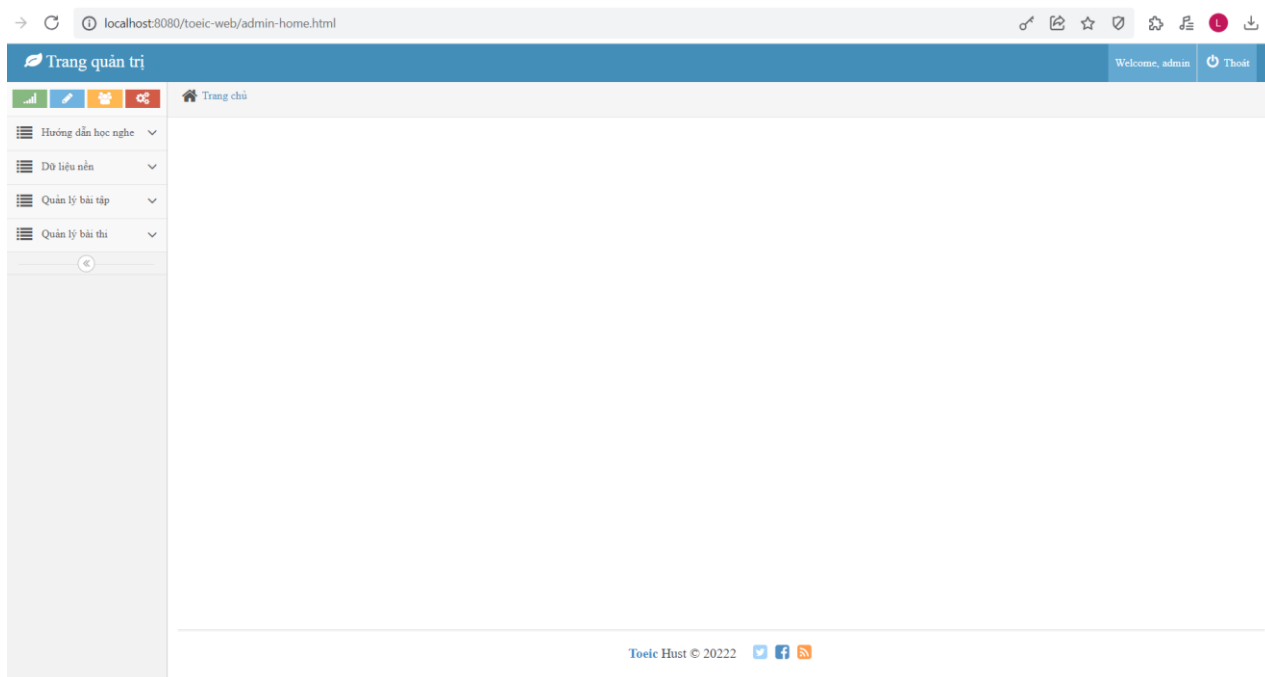 localhost:8080/toeic-web/admin-home.html
L
Trang quản trị
Welcome, admin
Thoát
Trang chủ
Hướng dẫn học nghe
Dữ liệu nền
Quản lý bài tập
Quản lý bài thi
Toeic Hust © 20222